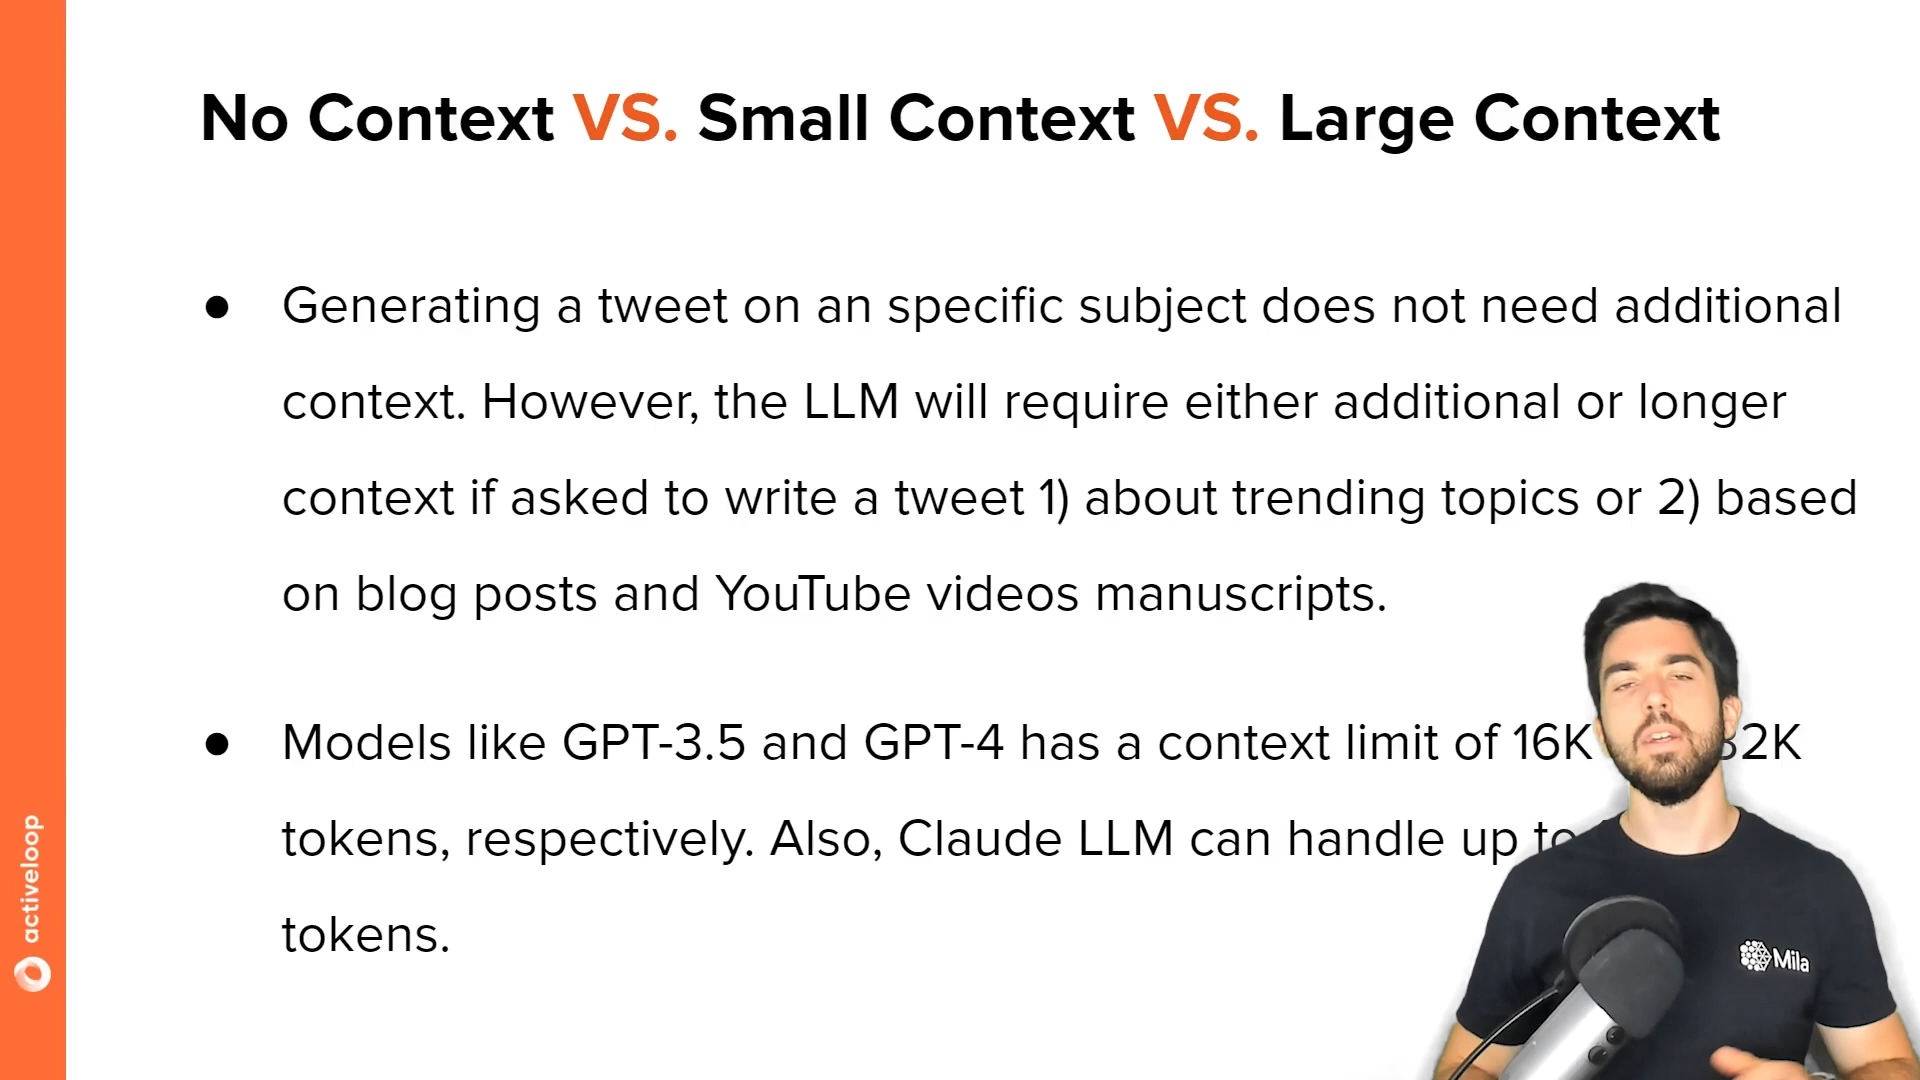 No Context VS. Small Context VS. Large Context
● Generating a tweet on an specific subject does not need additional
context. However, the LLM will require either additional or longer
context if asked to write a tweet 1) about trending topics or 2) based
on blog posts and YouTube videos manuscripts.
● Models like GPT-3.5 and GPT-4 has a context limit of 16K 32K
tokens, respectively. Also, Claude LLM can handle up to
tokens.
activeloop
Mila